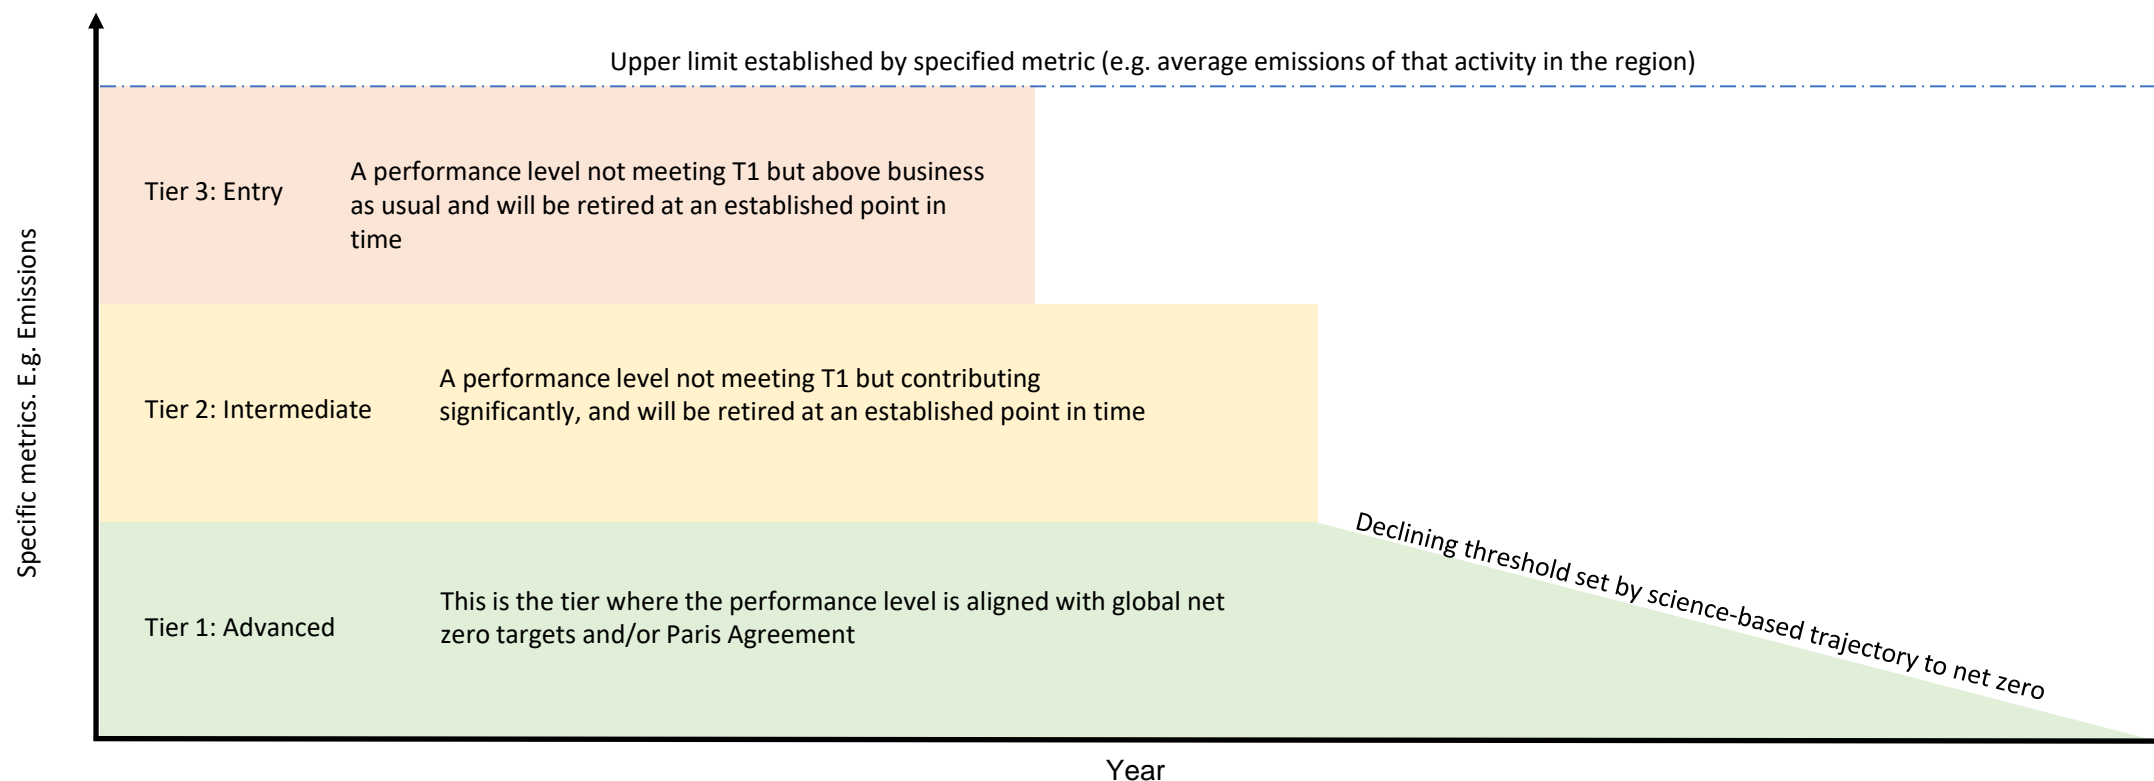 Upper limit established by specified metric (e.g. average emissions of that activity in the region)
Specific metrics. E.g. Emissions
Tier 3: Entry
A performance level not meeting T1 but above business
as usual and will be retired at an established point in
time
Tier 2: Intermediate
A performance level not meeting T1 but contributing
significantly, and will be retired at an established point in time
Tier 1: Advanced
This is the tier where the performance level is aligned with global net
zero targets and/or Paris Agreement
Declining threshold set by science-based trajectory to net zero
Year